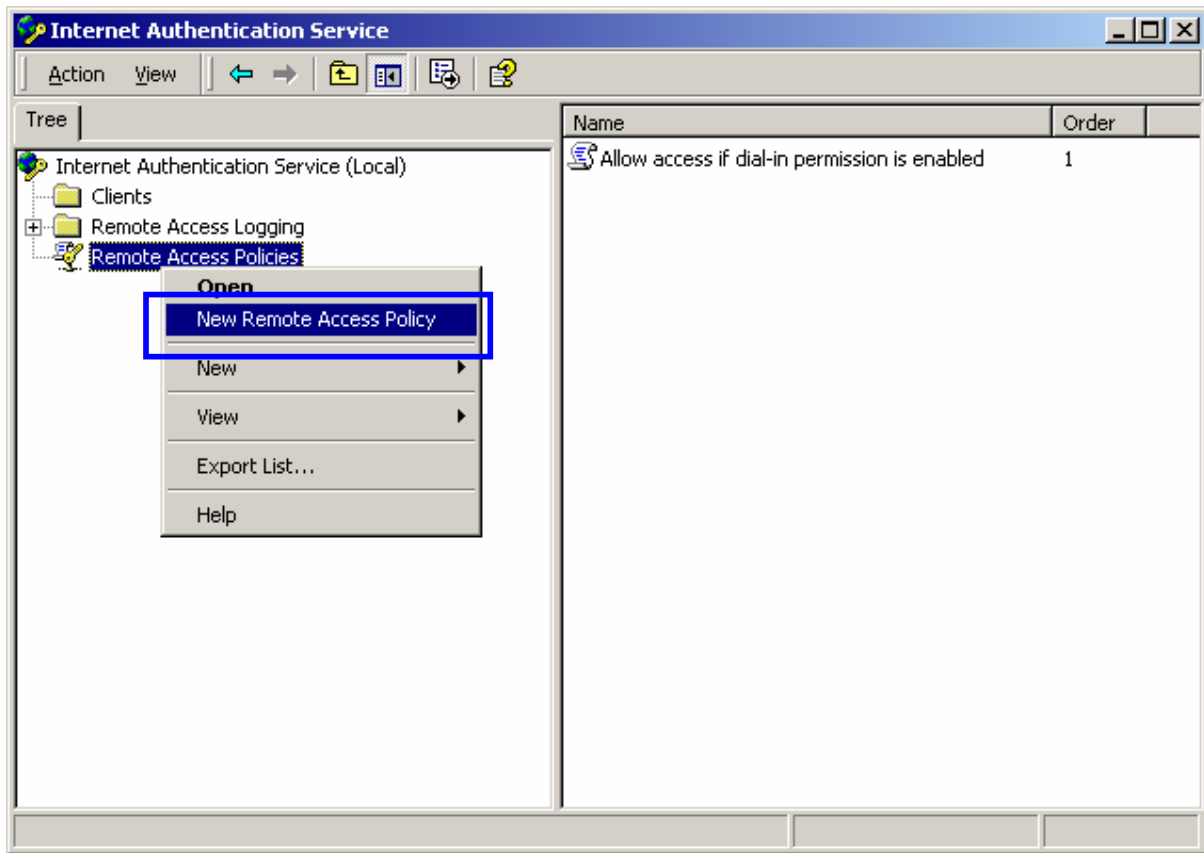 Internet Authentication Service
Action View
Tree
Name Order
Internet Authentication Service (Local)
Allow access if dial-in permission is enabled 1
Clients
Remote Access Logging
Remote Access Policies
Open
New Remote Access Policy
New
View
Export List...
Help